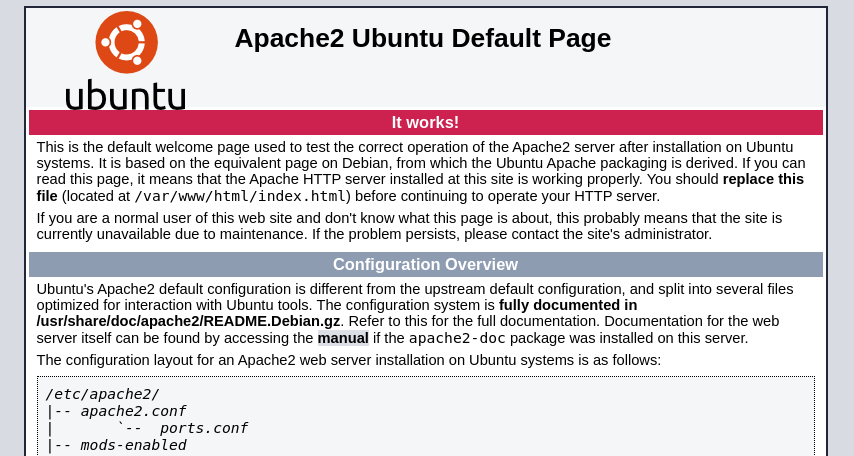 Apache2 Ubuntu Default Page
ubuntu
It works!
This is the default welcome page used to test the correct operation of the Apache2 server after installation on Ubuntu
systems. It is based on the equivalent page on Debian, from which the Ubuntu Apache packaging is derived. If you can
read this page, it means that the Apache HTTP server installed at this site is working properly. You should replace this
file (located at /var/www/html/index.html) before continuing to operate your HTTP server.
If you are a normal user of this web site and don't know what this page is about, this probably means that the site is
currently unavailable due to maintenance. If the problem persists, please contact the site's administrator.
Configuration Overview
Ubuntu's Apache2 default configuration is different from the upstream default configuration, and split into several files
optimized for interaction with Ubuntu tools. The configuration system is fully documented in
/usr/share/doc/apache2/README.Debian.gz. Refer to this for the full documentation. Documentation for the web
server itself can be found by accessing the manual if the apache2-doc package was installed on this server.
The configuration layout for an Apache2 web server installation on Ubuntu systems is as follows:
/etc/apache2/
|-- apache2.conf
|       `--  ports.conf
|-- mods-enabled